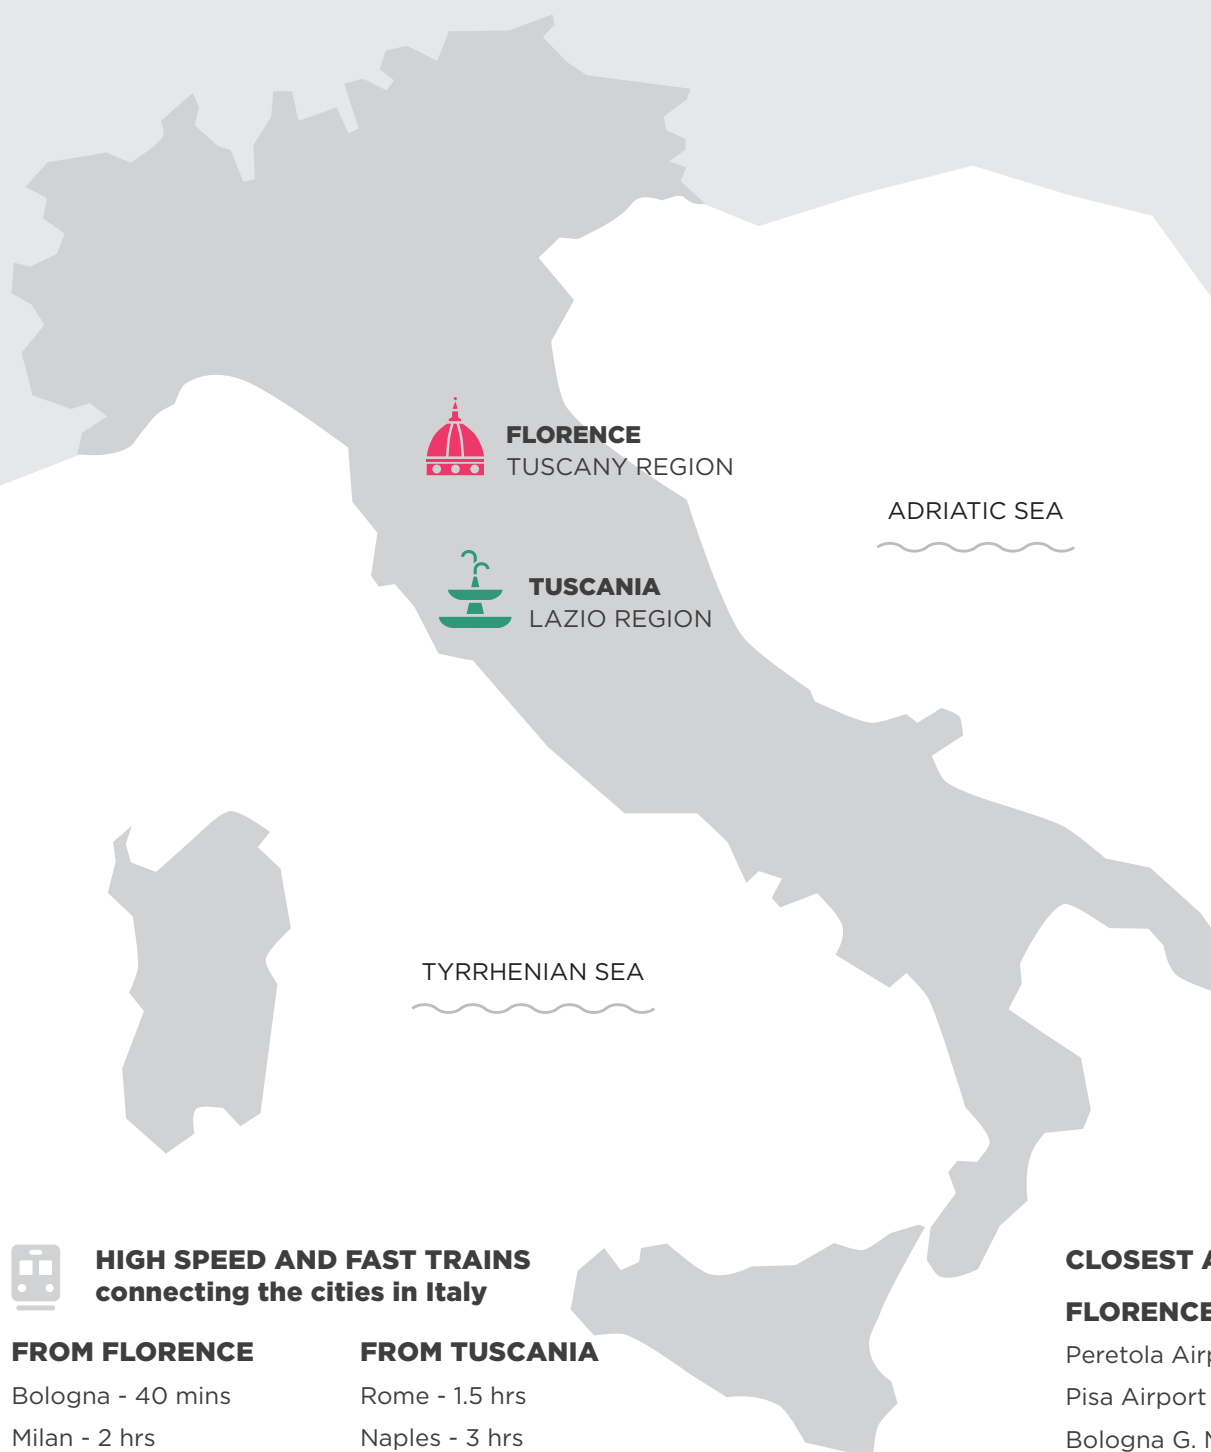 FLORENCE
TUSCANY REGION
ADRIATIC SEA
TUSCANIA
LAZIO REGION
TYRRHENIAN SEA
HIGH SPEED AND FAST TRAINS
connecting the cities in Italy
FROM FLORENCE
Bologna - 40 mins
Milan - 2 hrs
FROM TUSCANIA
Rome - 1.5 hrs
Naples - 3 hrs
CLOSEST
FLORENCE
Peretola
Pisa Airport
Bologna G.